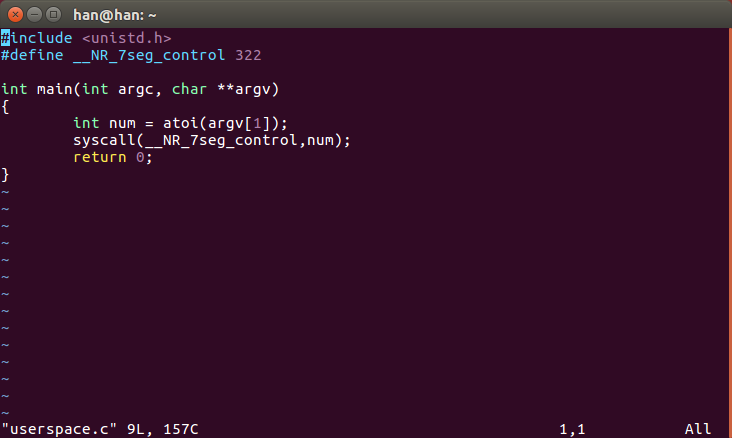 han@han: ~
#include <unistd.h>
#define __NR_7seg_control 322

int main(int argc, char **argv)
{
        int num = atoi(argv[1]);
        syscall(__NR_7seg_control,num);
        return 0;
}
~
~
~
~
~
~
~
~
~
~
~
~
~
~
"userspace.c" 9L, 157C 1,1 All